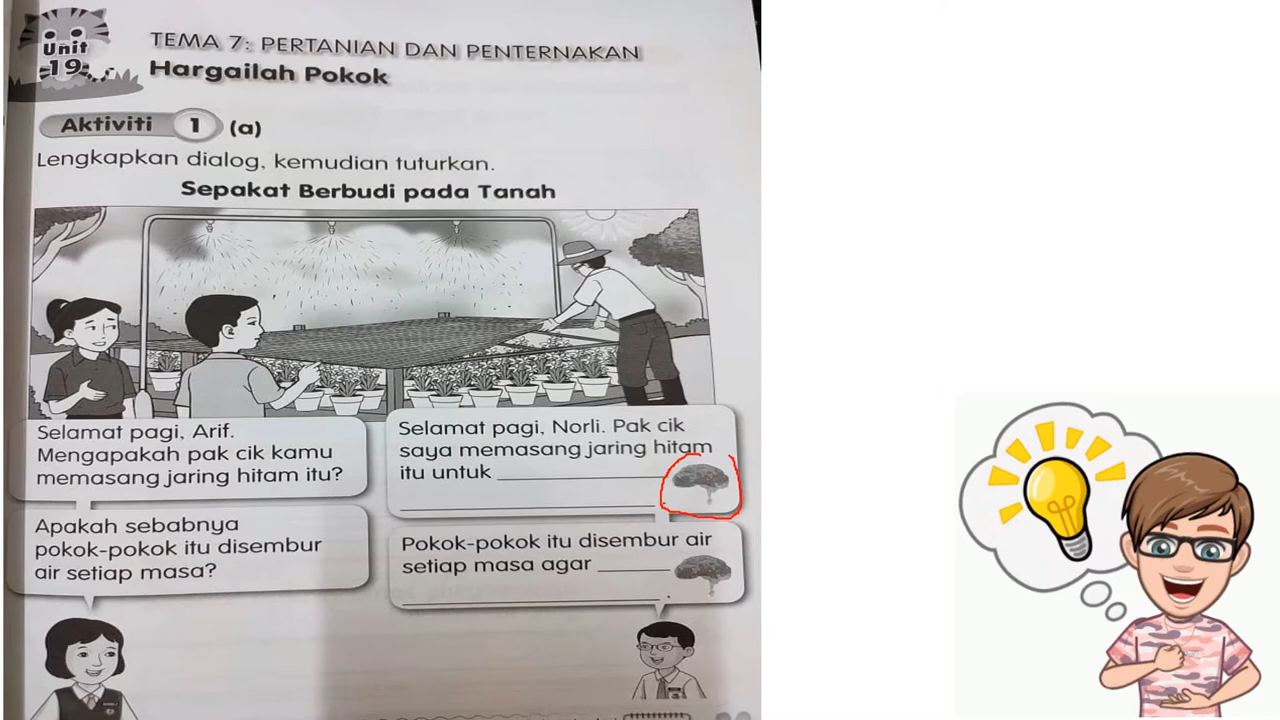 Unit
19
TEMA 7: PERTANIAN DAN PENTERNAKAN
Hargailah Pokok
Aktiviti 1 (a)
Lengkapkan dialog, kemudian tuturkan.
Sepakat Berbudi pada Tanah
Selamat pagi, Arif.
Mengapakah pak cik kamu
memasang jaring hitam itu?
Selamat pagi, Norli. Pak cik
saya memasang jaring hitam
itu untuk
Apakah sebabnya
pokok-pokok itu disembur
air setiap masa?
Pokok-pokok itu disembur air
setiap masa agar
.